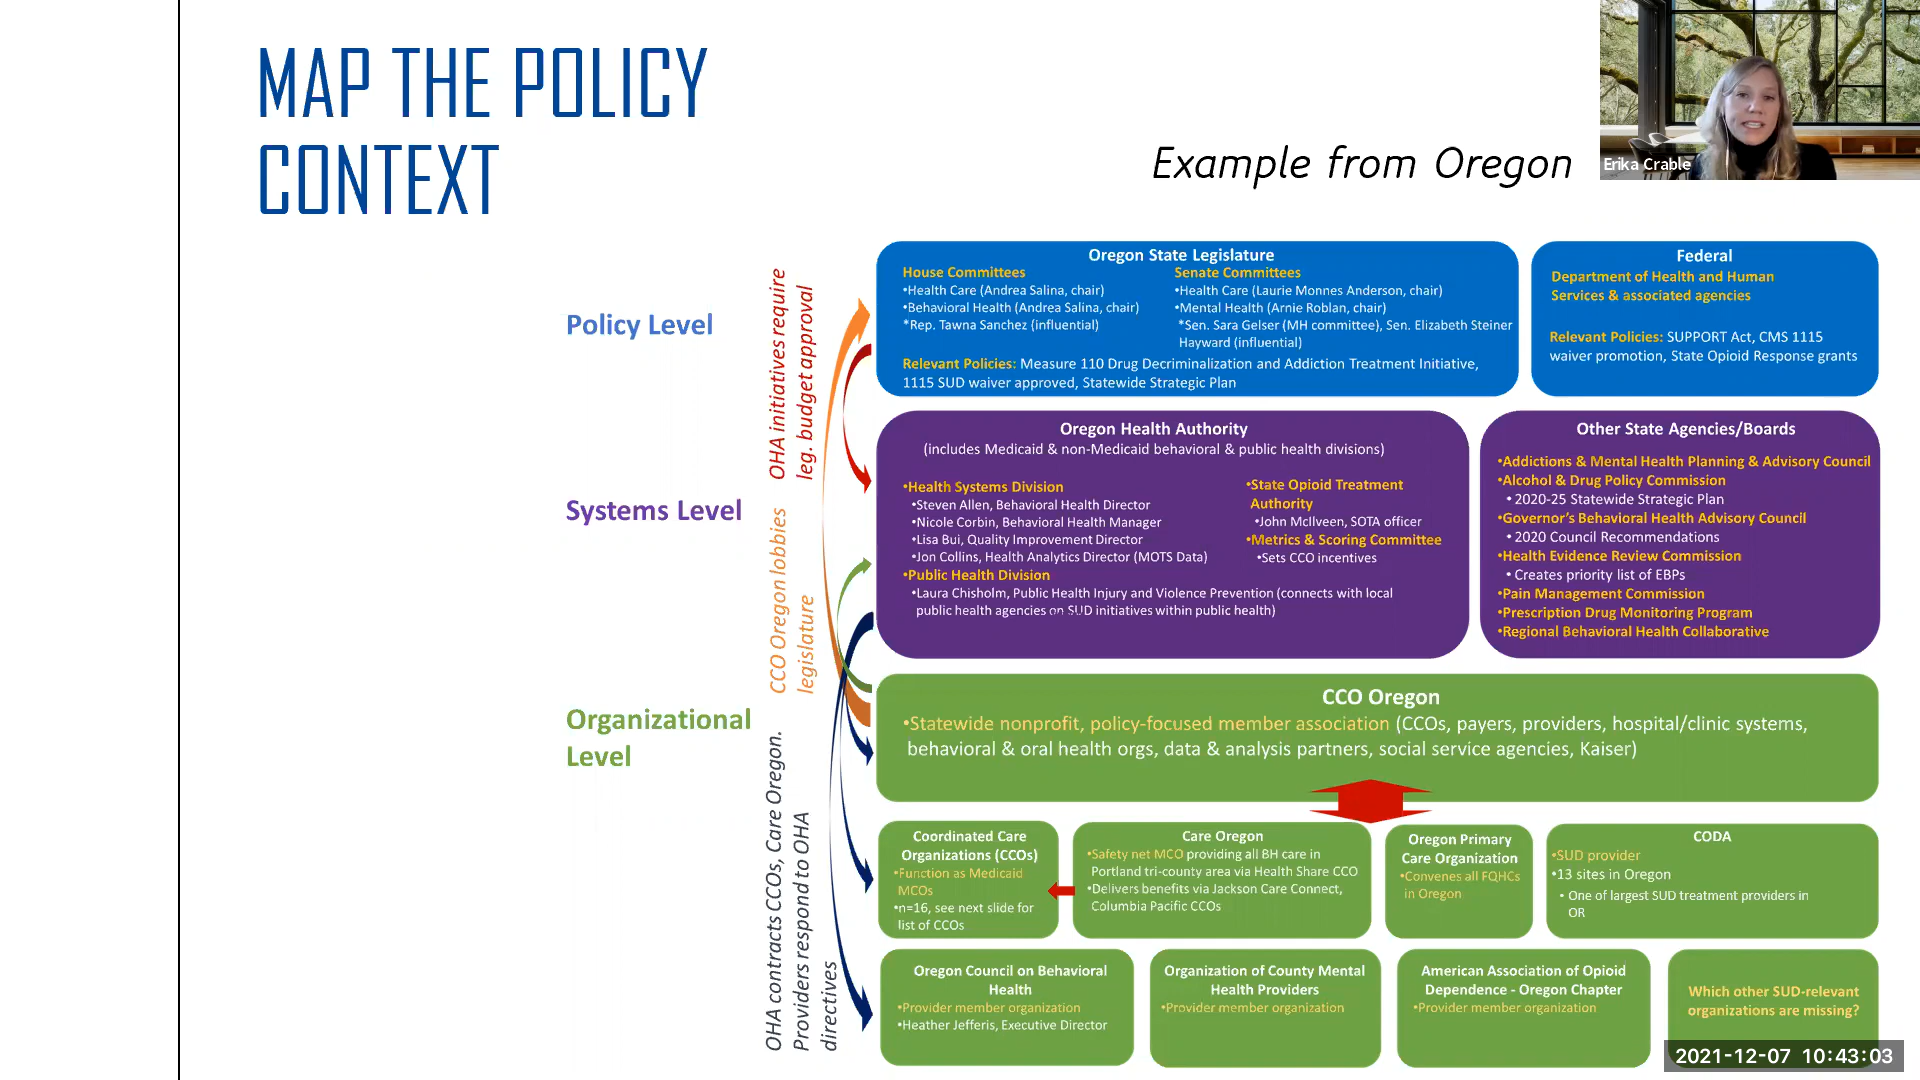 MAP THE POLICY
CONTEXT
Example from Oregon
Erika Crable
Policy Level
Systems Level
Organizational
Level
OHA initiatives require
leg. budget approval
CCO Oregon lobbies
legislature
OHA contracts CCOs, Care Oregon.
Providers respond to OHA
directives
Oregon State Legislature
House Committees
•Health Care (Andrea Salina, chair)
•Behavioral Health (Andrea Salina, chair)
*Rep. Tawna Sanchez (influential)
Senate Committees
•Health Care (Laurie Monnes Anderson, chair)
•Mental Health (Arnie Roblan, chair)
*Sen. Sara Gelser (MH committee), Sen. Elizabeth Steiner
Hayward (influential)
Relevant Policies: Measure 110 Drug Decriminalization and Addiction Treatment Initiative,
1115 SUD waiver approved, Statewide Strategic Plan
Federal
Department of Health and Human
Services & associated agencies
Relevant Policies: SUPPORT Act, CMS 1115
waiver promotion, State Opioid Response grants
Oregon Health Authority
(includes Medicaid & non-Medicaid behavioral & public health divisions)
•Health Systems Division
•Steven Allen, Behavioral Health Director
•Nicole Corbin, Behavioral Health Manager
•Lisa Bui, Quality Improvement Director
•Jon Collins, Health Analytics Director (MOTS Data)
•Public Health Division
•Laura Chisholm, Public Health Injury and Violence Prevention (connects with local
public health agencies on SUD initiatives within public health)
•State Opioid Treatment
Authority
•John McIlveen, SOTA officer
•Metrics & Scoring Committee
•Sets CCO incentives
Other State Agencies/Boards
•Addictions & Mental Health Planning & Advisory Council
•Alcohol & Drug Policy Commission
• 2020-25 Statewide Strategic Plan
•Governor's Behavioral Health Advisory Council
• 2020 Council Recommendations
•Health Evidence Review Commission
• Creates priority list of EBPs
•Pain Management Commission
•Prescription Drug Monitoring Program
•Regional Behavioral Health Collaborative
CCO Oregon
•Statewide nonprofit, policy-focused member association (CCOs, payers, providers, hospital/clinic systems,
behavioral & oral health orgs, data & analysis partners, social service agencies, Kaiser)
Coordinated Care
Organizations (CCOs)
•Function as Medicaid
MCOs
•n=16, see next slide for
list of CCOs
Care Oregon
•Safety net MCO providing all BH care in
Portland tri-county area via Health Share CCO
•Delivers benefits via Jackson Care Connect,
Columbia Pacific CCOs
Oregon Primary
Care Organization
•Convenes all FQHCs
in Oregon
CODA
•SUD provider
•13 sites in Oregon
• One of largest SUD treatment providers in
OR
Oregon Council on Behavioral
Health
•Provider member organization
•Heather Jefferis, Executive Director
Organization of County Mental
Health Providers
•Provider member organization
American Association of Opioid
Dependence - Oregon Chapter
•Provider member organization
Which other SUD-relevant
organizations are missing?
2021-12-07 10:43:03